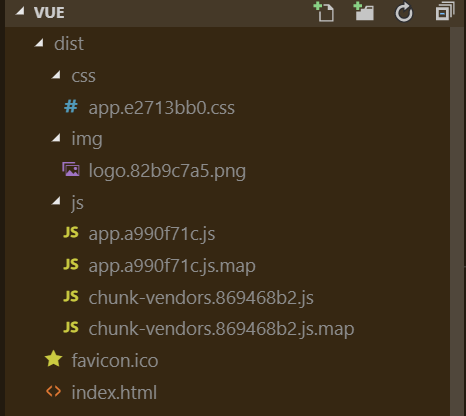 VUE
dist
css
# app.e2713bb0.css
img
logo.82b9c7a5.png
js
JS app.a990f71c.js
JS app.a990f71c.js.map
JS chunk-vendors.869468b2.js
JS chunk-vendors.869468b2.js.map
favicon.ico
<> index.html